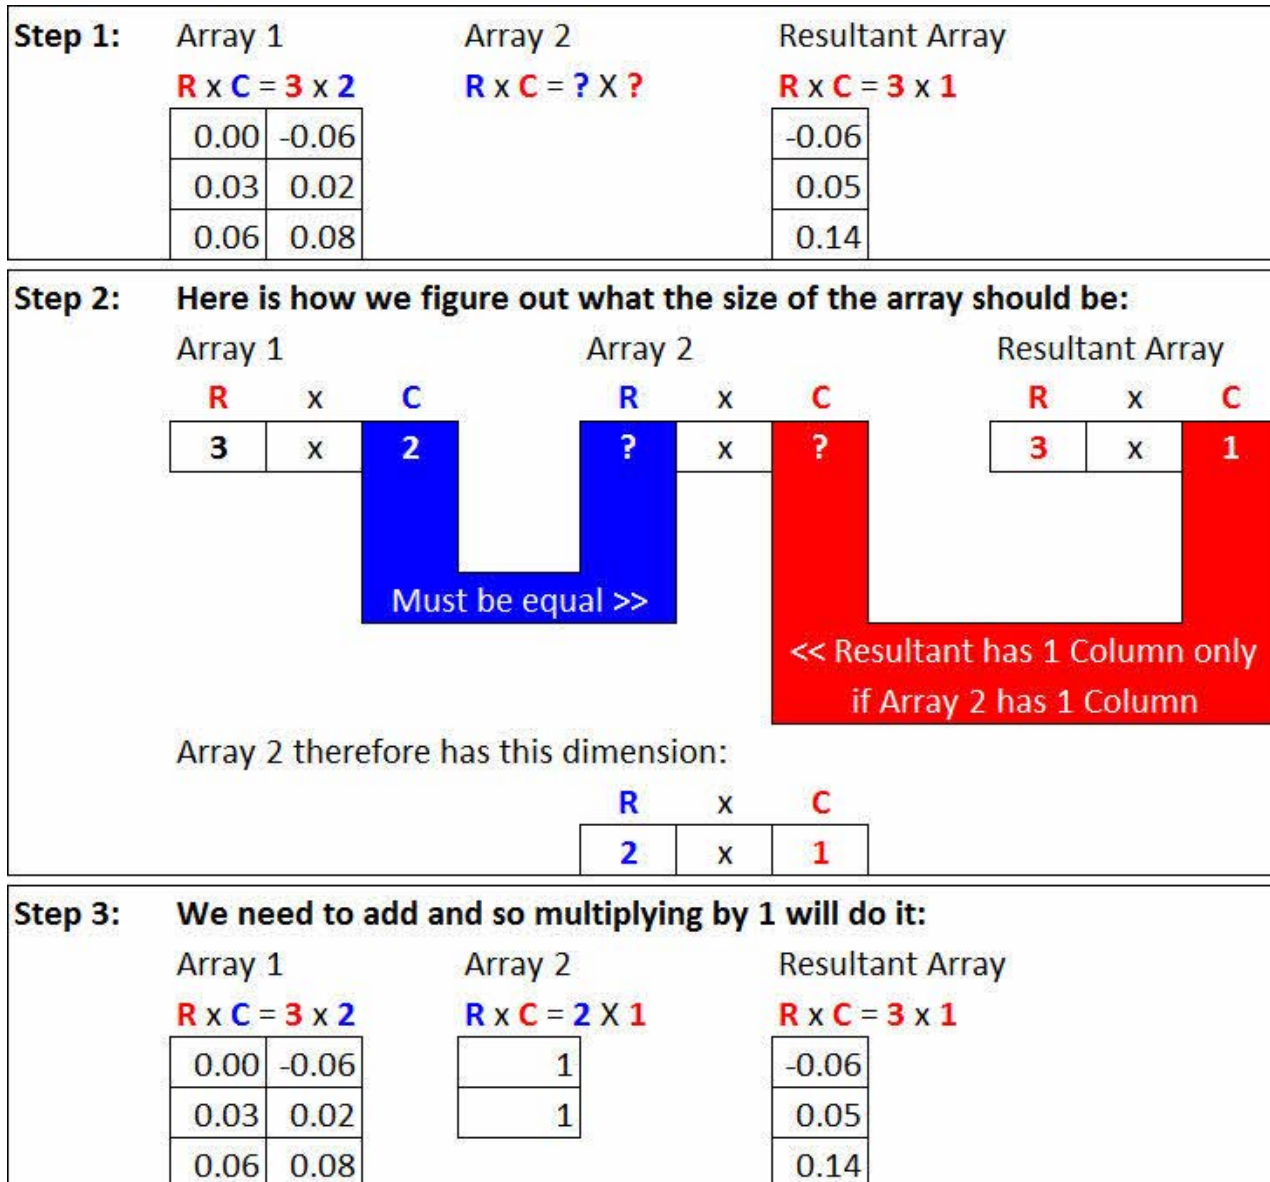 Step 1: Array 1 Array 2 Resultant Array
R x C = 3 x 2 R x C = ? X ? R x C = 3 x 1
0.00 -0.06 -0.06
0.03 0.02 0.05
0.06 0.08 0.14
Step 2: Here is how we figure out what the size of the array should be:
Array 1 Array 2 Resultant Array
R x C R x C R x C
3 x 2 ? x ? 3 x 1
Must be equal >>
<< Resultant has 1 Column only
if Array 2 has 1 Column
Array 2 therefore has this dimension:
R x C
2 x 1
Step 3: We need to add and so multiplying by 1 will do it:
Array 1 Array 2 Resultant Array
R x C = 3 x 2 R x C = 2 X 1 R x C = 3 x 1
0.00 -0.06 1 -0.06
0.03 0.02 1 0.05
0.06 0.08 0.14